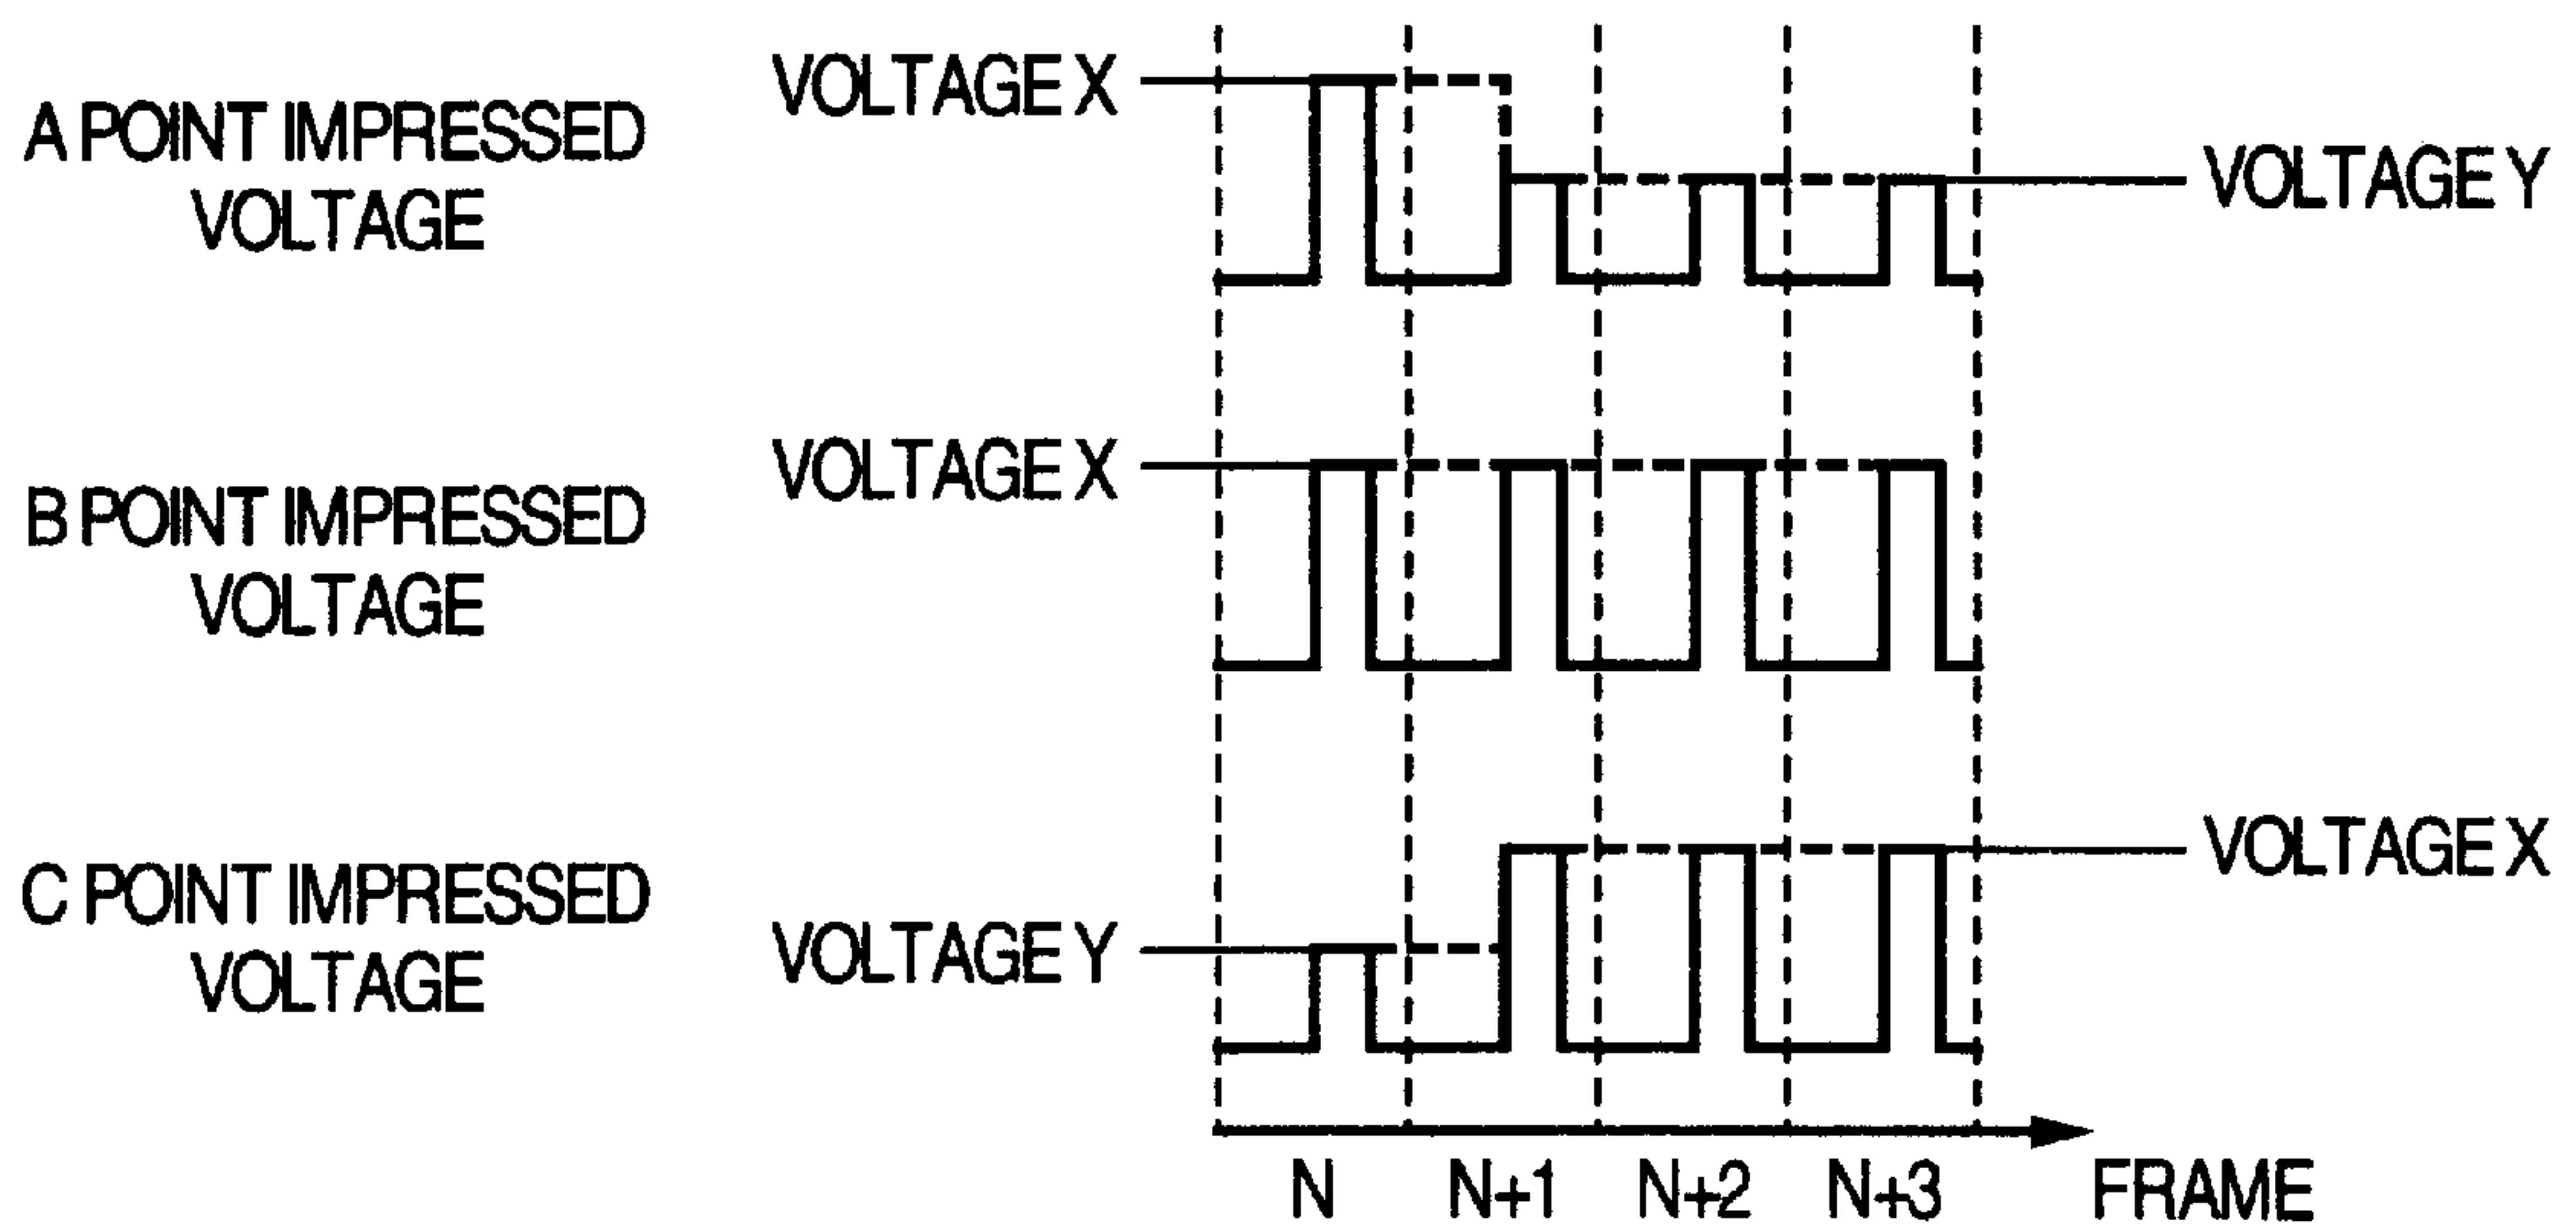 VOLTAGE X
A POINT IMPRESSED
VOLTAGE
VOLTAGE Y
VOLTAGE X
B POINT IMPRESSED
VOLTAGE
VOLTAGE X
C POINT IMPRESSED
VOLTAGE
VOLTAGE Y
N N+1 N+2 N+3 FRAME